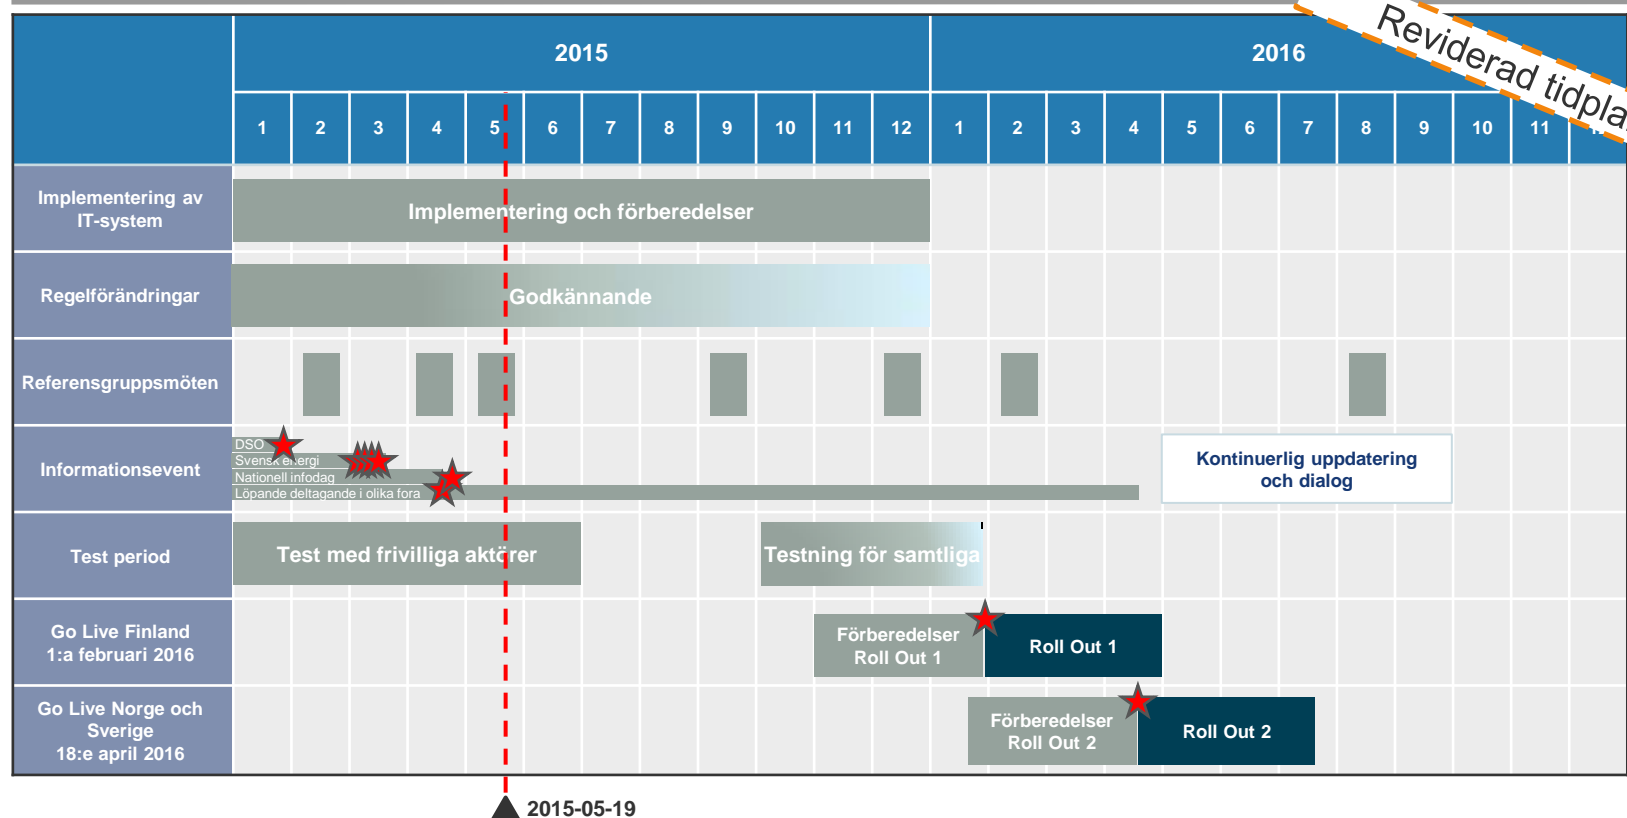 Reviderad tidpla
2015
2016
1 2 3 4 5 6 7 8 9 10 11 12 1 2 3 4 5 6 7 8 9 10 11
Implementering av
IT-system
Implementering och förberedelser
Regelförändringar
Godkännande
Referensgruppsmöten
Informationsevent
DSO
Svensk energi
Nationell infodag
Löpande deltagande i olika fora
Kontinuerlig uppdatering
och dialog
Test period
Test med frivilliga aktörer
Testning för samtliga
Go Live Finland
1:a februari 2016
Förberedelser
Roll Out 1
Roll Out 1
Go Live Norge och
Sverige
18:e april 2016
Förberedelser
Roll Out 2
Roll Out 2
2015-05-19